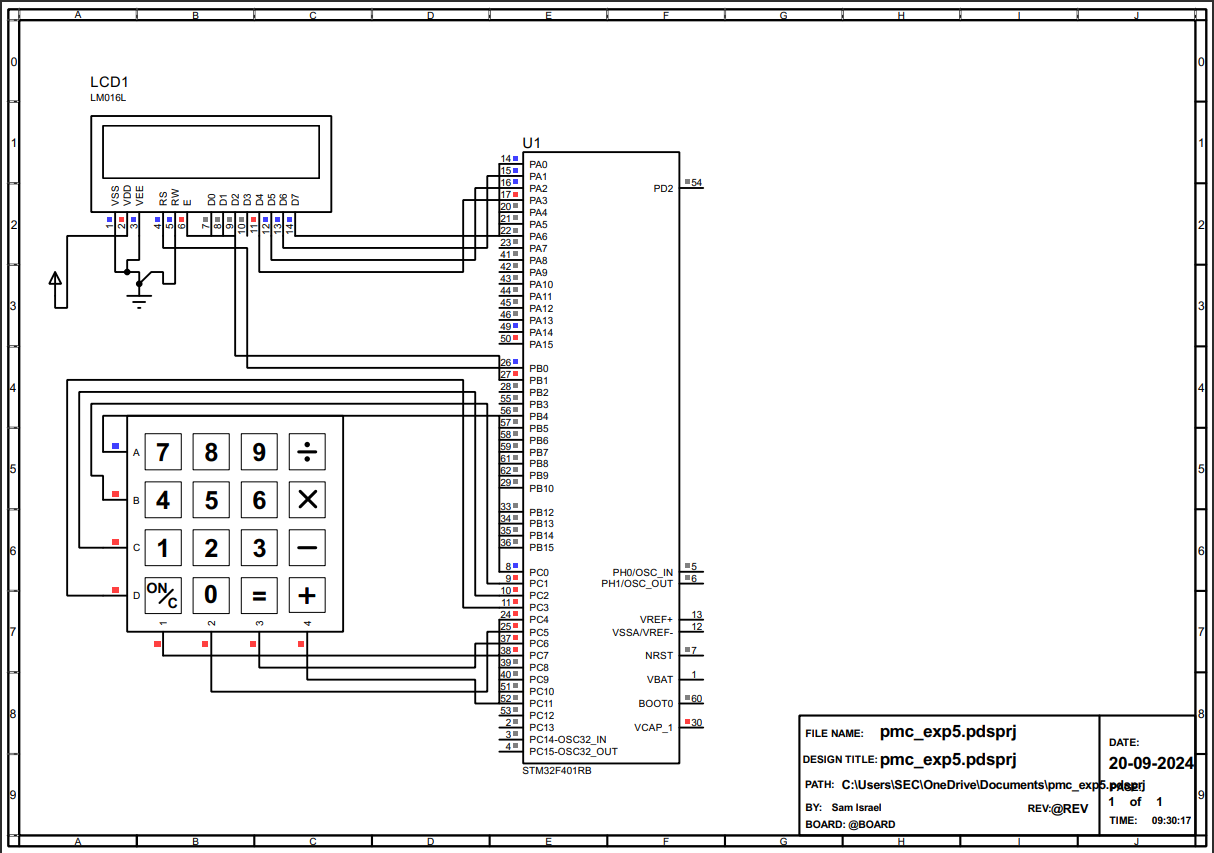 A B C D E F G H I J
0 0
LCD1
LM016L
1 1
VSS VDD VEE RS RW E D0 D1 D2 D3 D4 D5 D6 D7
1 2 3 4 5 6 7 8 9 10 11 12 13 14
U1
14 PA0
15 PA1
16 PA2 PD2 54
17 PA3
20 PA4
21 PA5
22 PA6
23 PA7
41 PA8
42 PA9
43 PA10
44 PA11
45 PA12
46 PA13
49 PA14
50 PA15
2 2
3 3
26 PB0
27 PB1
28 PB2
55 PB3
56 PB4
57 PB5
58 PB6
59 PB7
61 PB8
62 PB9
29 PB10
33 PB12
34 PB13
35 PB14
36 PB15
4 4
A 7 8 9 ÷
5 5
B 4 5 6 ×
6 6
C 1 2 3 −
D ON/C 0 = +
1 2 3 4
8 PC0 PH0/OSC_IN 5
9 PC1 PH1/OSC_OUT 6
10 PC2
11 PC3
24 PC4 VREF+ 13
25 PC5 VSSA/VREF- 12
37 PC6
38 PC7 NRST 7
39 PC8
40 PC9 VBAT 1
51 PC10
52 PC11 BOOT0 60
53 PC12
2 PC13 VCAP_1 30
3 PC14-OSC32_IN
4 PC15-OSC32_OUT
STM32F401RB
7 7
8 8
FILE NAME: pmc_exp5.pdsprj
DESIGN TITLE: pmc_exp5.pdsprj
PATH: C:\Users\SEC\OneDrive\Documents\pmc_exp5.pdsprj
BY: Sam Israel REV:@REV
BOARD: @BOARD
DATE:
20-09-2024
PAGE:
1 of 1
TIME: 09:30:17
9 9
A B C D E F G H I J